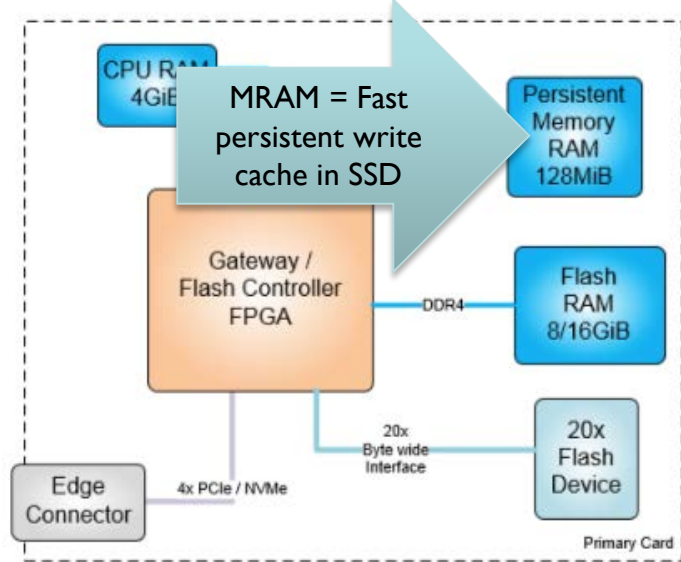 CPU RAM
4GiB
MRAM = Fast
persistent write
cache in SSD
Persistent
Memory
RAM
128MiB
Gateway /
Flash Controller
FPGA
DDR4
Flash
RAM
8/16GiB
20x
Byte wide
Interface
20x
Flash
Device
Edge
Connector
4x PCIe / NVMe
Primary Card